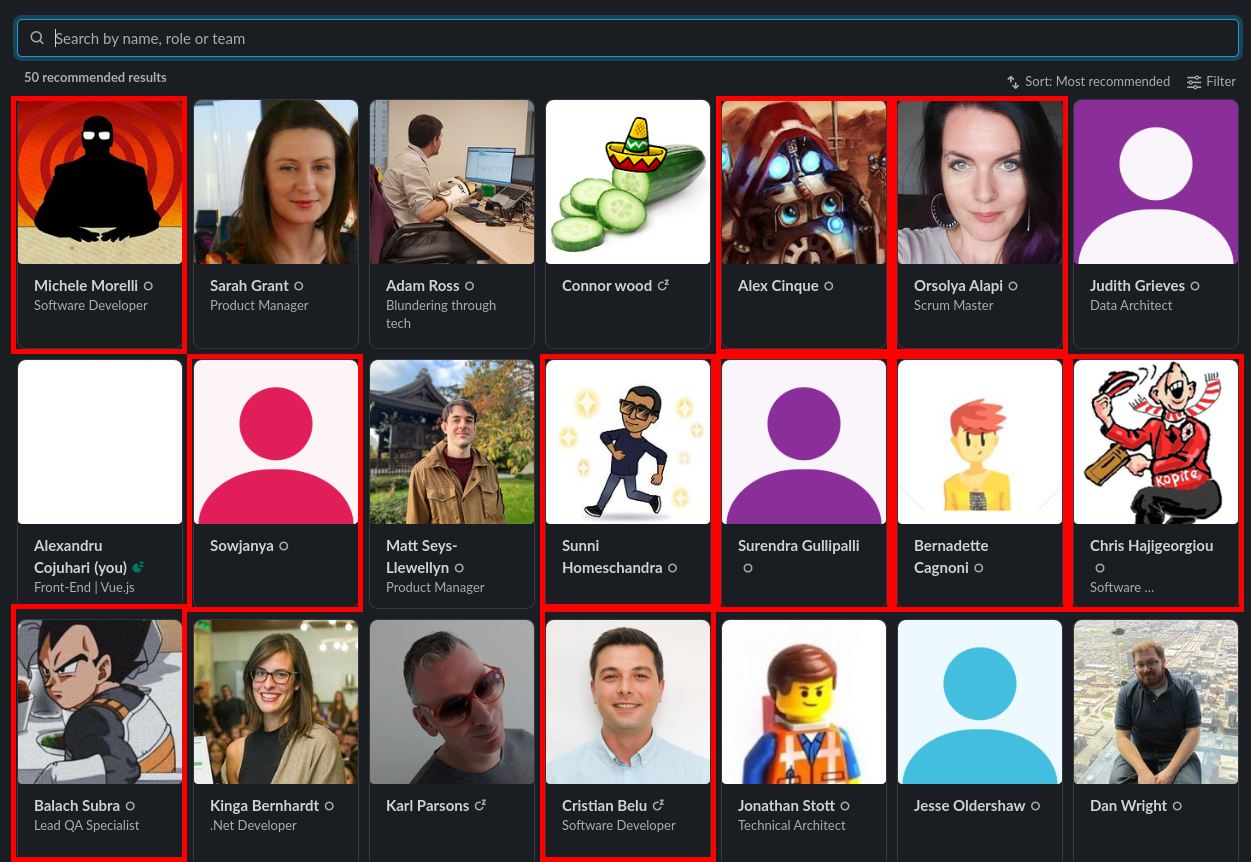 Search by name, role or team
50 recommended results
Sort: Most recommended
Filter
Michele Morelli
Software Developer
Sarah Grant
Product Manager
Adam Ross
Blundering through
tech
Connor wood
Alex Cinque
Orsolya Alapi
Scrum Master
Judith Grieves
Data Architect
Kopite
Alexandru
Cojuhari (you)
Front-End | Vue.js
Sowjanya
Matt Seys-
Llewellyn
Product Manager
Sunni
Homeschandra
Surendra Gullipalli
Bernadette
Cagnoni
Chris Hajigeorgiou
Software ...
Balach Subra
Lead QA Specialist
Kinga Bernhardt
.Net Developer
Karl Parsons
Cristian Belu
Software Developer
Jonathan Stott
Technical Architect
Jesse Oldershaw
Dan Wright